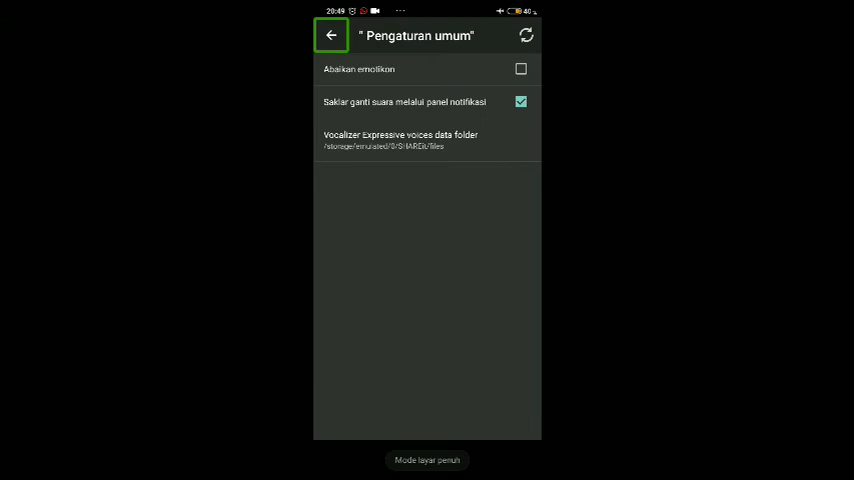 20:49 40
" Pengaturan umum"
Abaikan emotikon
Saklar ganti suara melalui panel notifikasi
Vocalizer Expressive voices data folder
/storage/emulated/0/SHAREit/files
Mode layar penuh